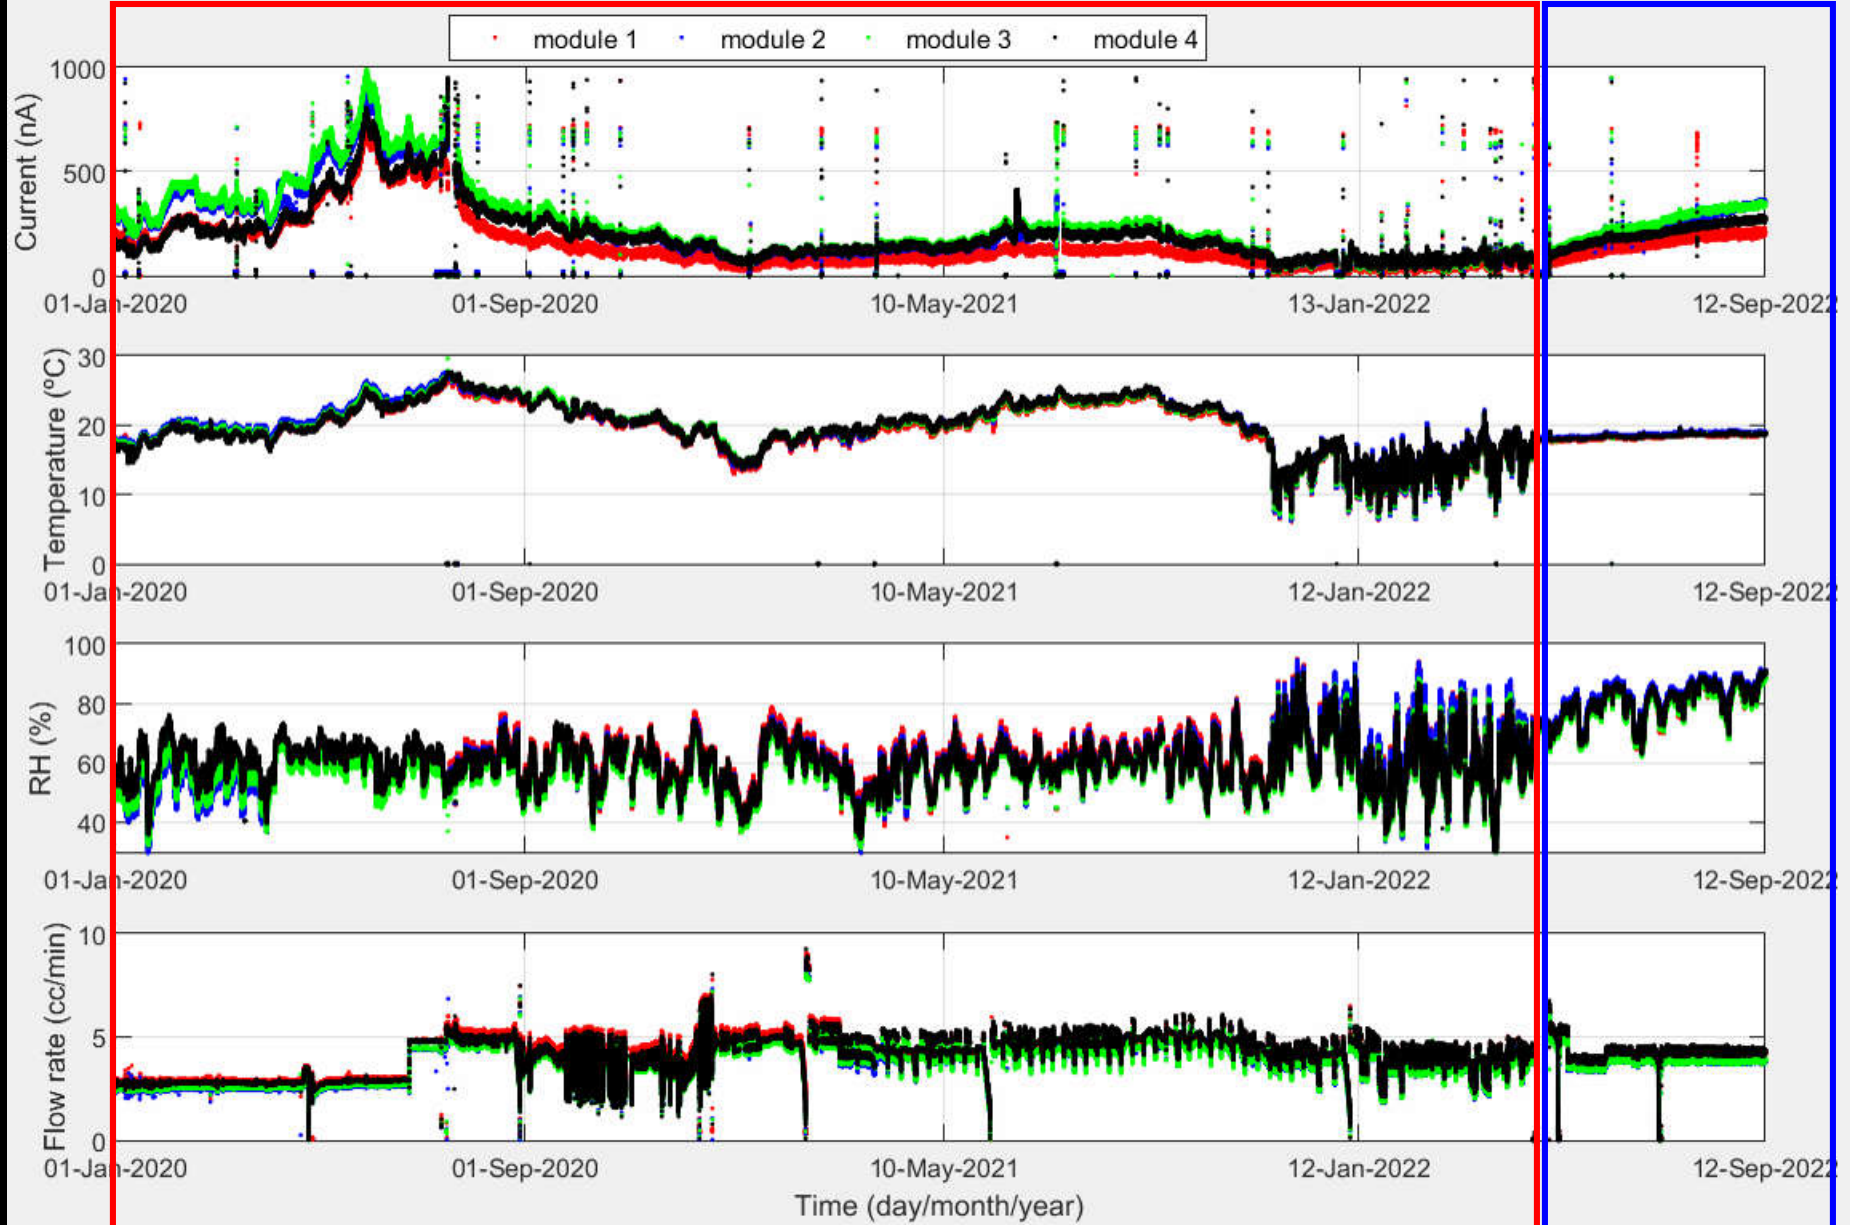 module 1 module 2 module 3 module 4
Current (nA)
1000
500
0
01-Jan-2020 01-Sep-2020 10-May-2021 13-Jan-2022 12-Sep-2022
Temperature (ºC)
30
20
10
0
01-Jan-2020 01-Sep-2020 10-May-2021 12-Jan-2022 12-Sep-2022
RH (%)
100
80
60
40
01-Jan-2020 01-Sep-2020 10-May-2021 12-Jan-2022 12-Sep-2022
Flow rate (cc/min)
10
5
0
01-Jan-2020 01-Sep-2020 10-May-2021 12-Jan-2022 12-Sep-2022
Time (day/month/year)